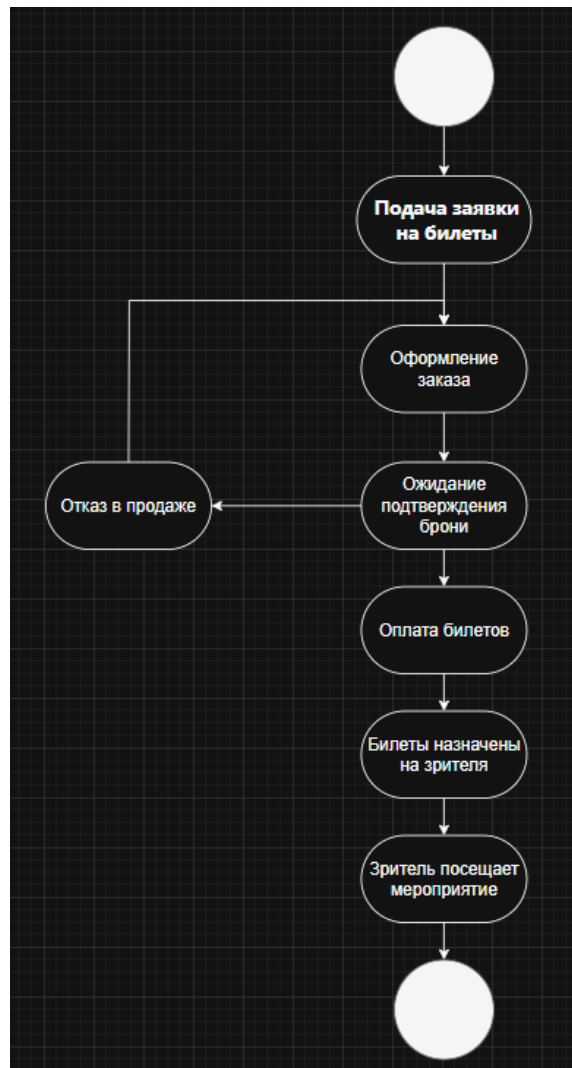 Подача заявки
на билеты
Оформление
заказа
Отказ в продаже
Ожидание
подтверждения
брони
Оплата билетов
Билеты назначены
на зрителя
Зритель посещает
мероприятие